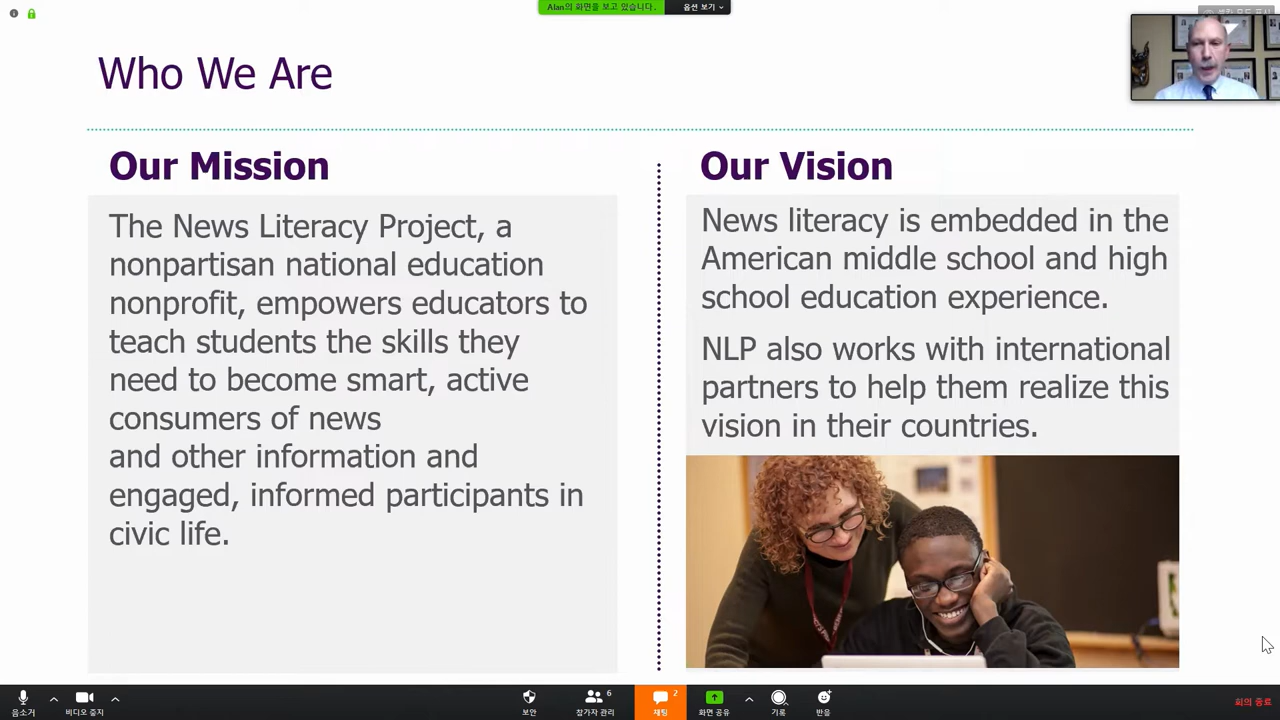 Alan의 화면을 보고 있습니다.
옵션 보기
Who We Are
Our Mission
The News Literacy Project, a
nonpartisan national education
nonprofit, empowers educators to
teach students the skills they
need to become smart, active
consumers of news
and other information and
engaged, informed participants in
civic life.
Our Vision
News literacy is embedded in the
American middle school and high
school education experience.
NLP also works with international
partners to help them realize this
vision in their countries.
음소거
비디오 중지
보안
6
참가자 관리
2
채팅
화면 공유
기록
반응
회의 종료